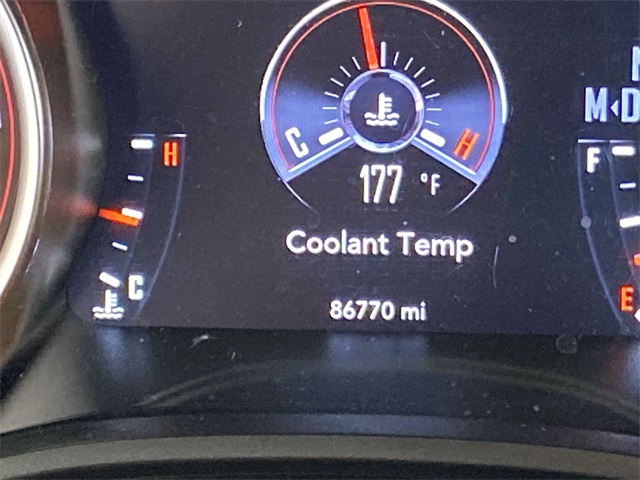 C H
177 °F
Coolant Temp
86770 mi
H
C
M◂D
F
E